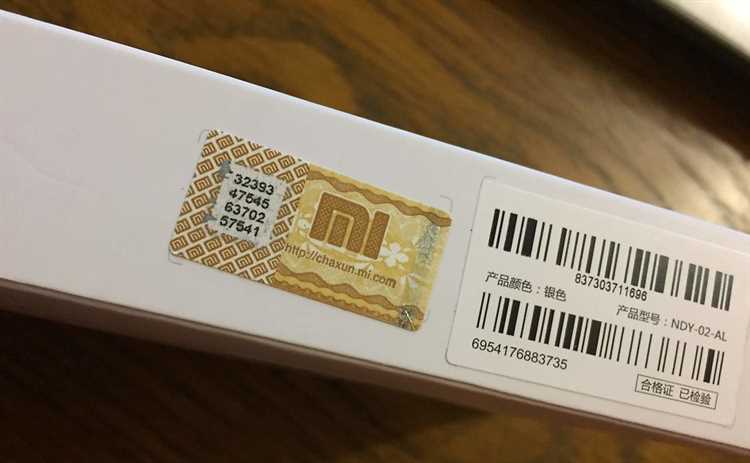 32393
47545
63702
57541
mi
http://chaxun.mi.com
837303711696
产品颜色：银色
产品型号：NDY-02-AL
6954176883735
合格证 已检验